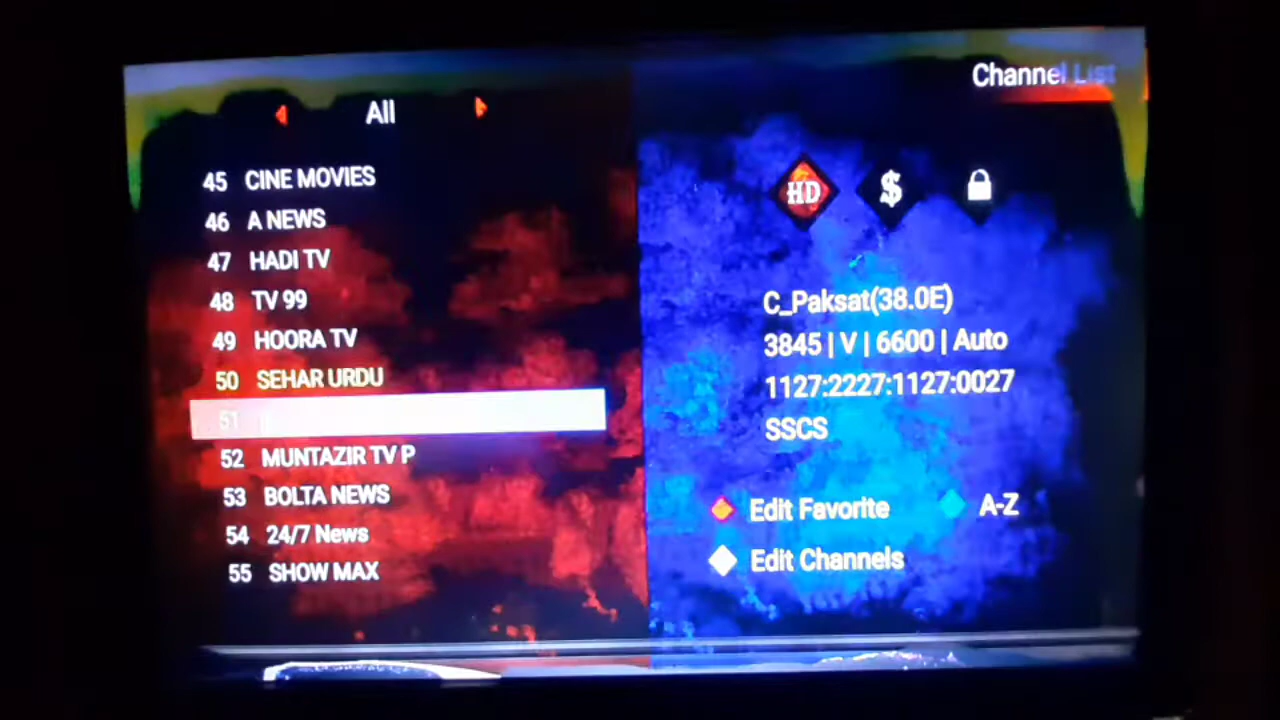 Channel List
All
45 CINE MOVIES
46 A NEWS
47 HADI TV
48 TV 99
49 HOORA TV
50 SEHAR URDU
51
52 MUNTAZIR TV P
53 BOLTA NEWS
54 24/7 News
55 SHOW MAX
HD $
C_Paksat(38.0E)
3845 | V | 6600 | Auto
1127:2227:1127:0027
SSCS
Edit Favorite A-Z
Edit Channels